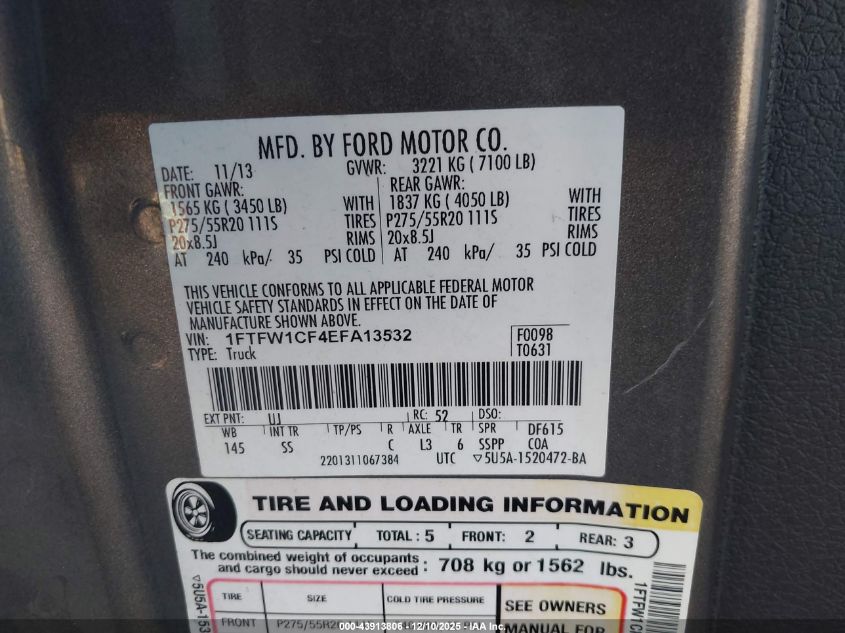 MFD. BY FORD MOTOR CO.
DATE: 11/13 GVWR: 3221 KG ( 7100 LB)
FRONT GAWR: REAR GAWR:
1565 KG ( 3450 LB) WITH 1837 KG ( 4050 LB) WITH
P275/55R20 111S TIRES P275/55R20 111S TIRES
20x8.5J RIMS 20x8.5J RIMS
AT 240 kPa/ 35 PSI COLD AT 240 kPa/ 35 PSI COLD
THIS VEHICLE CONFORMS TO ALL APPLICABLE FEDERAL MOTOR
VEHICLE SAFETY STANDARDS IN EFFECT ON THE DATE OF
MANUFACTURE SHOWN ABOVE.
VIN: 1FTFW1CF4EFA13532 F0098
TYPE: Truck T0631
EXT PNT: UJ RC: 52 DSO:
WB INT TR TP/PS R AXLE TR SPR DF615
145 SS C L3 6 SSPP COA
2201311067384 UTC ▽5U5A-1520472-BA
TIRE AND LOADING INFORMATION
SEATING CAPACITY TOTAL : 5 FRONT: 2 REAR: 3
The combined weight of occupants
and cargo should never exceed : 708 kg or 1562 lbs.
TIRE SIZE COLD TIRE PRESSURE SEE OWNERS
FRONT P275/55R20 MANUAL FOR
▽5U5A-153
1FTFW1C
000-43913806 - 12/10/2025 - IAA Inc.